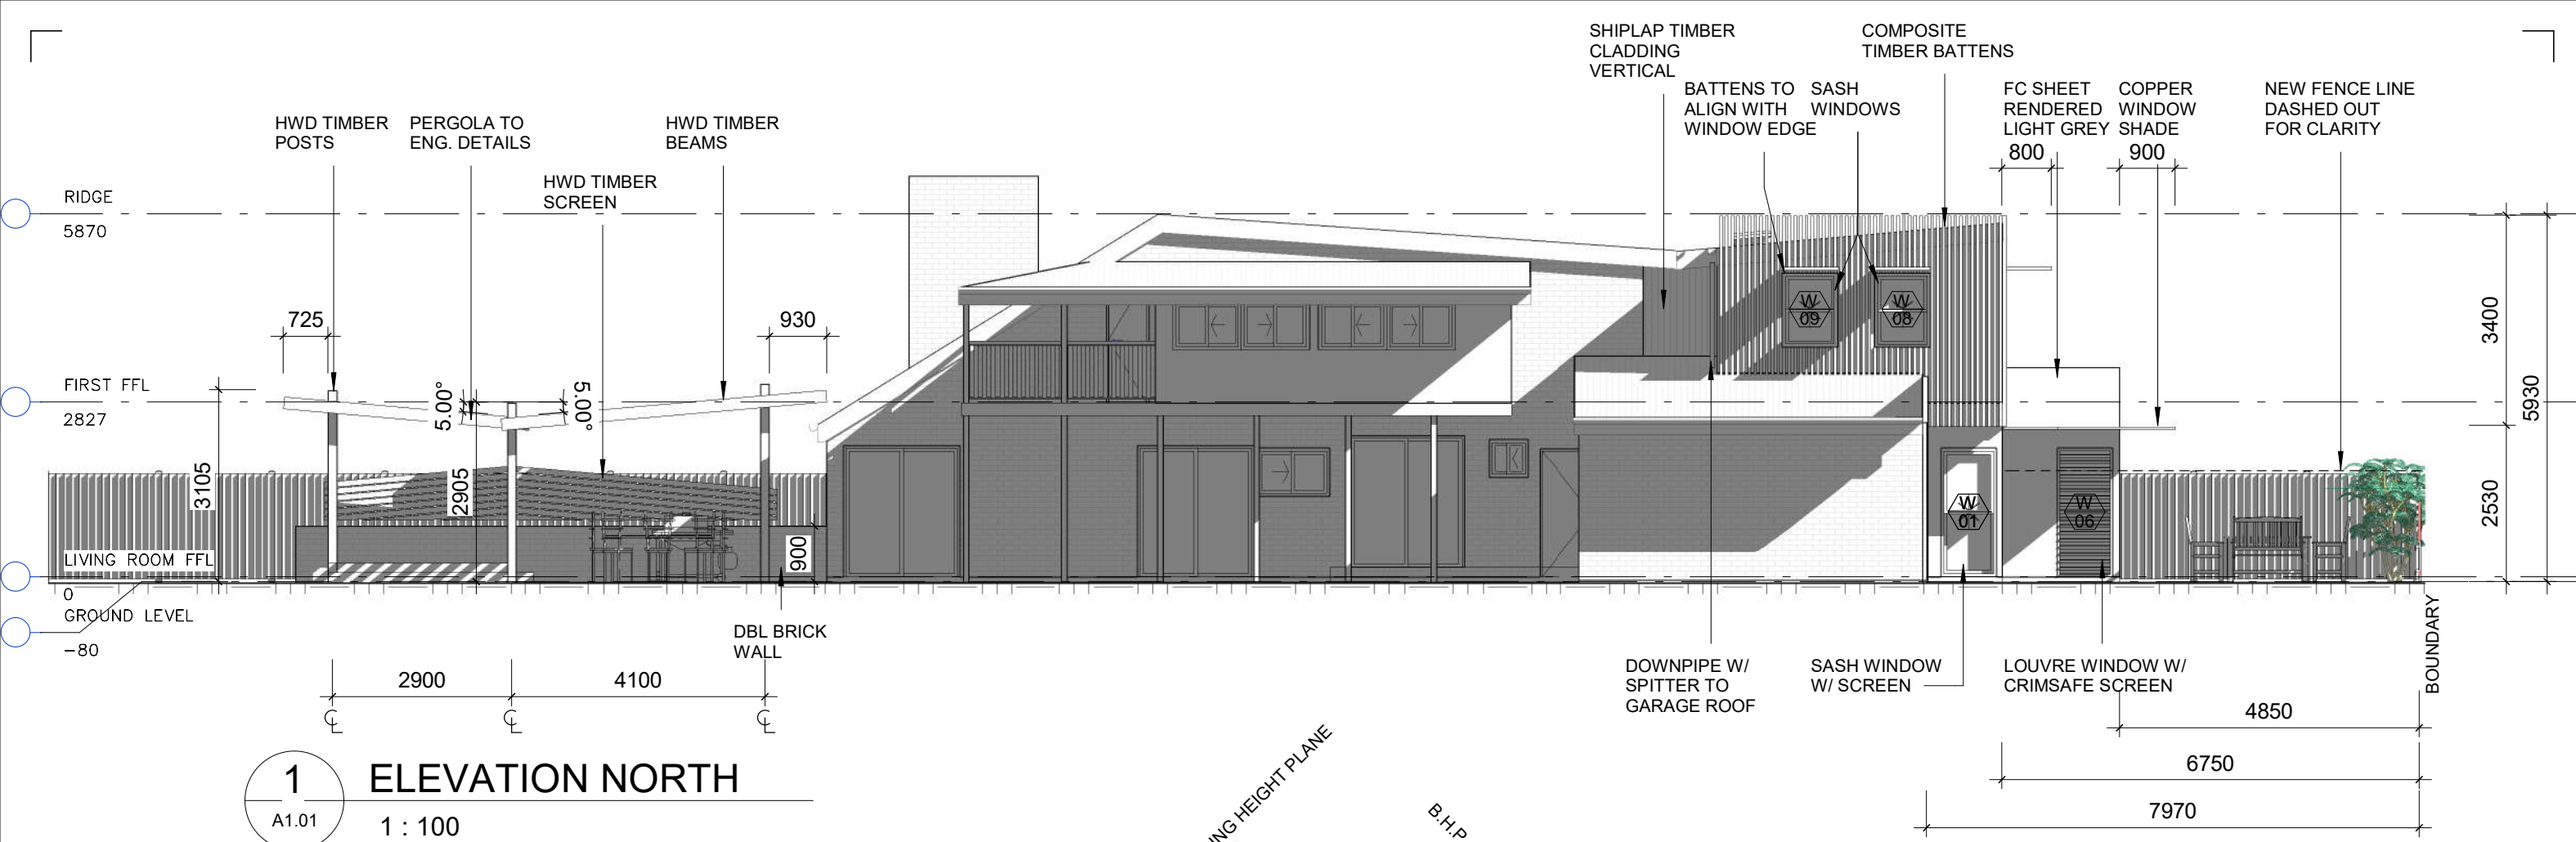 SHIPLAP TIMBER
CLADDING
VERTICAL
COMPOSITE
TIMBER BATTENS
BATTENS TO
ALIGN WITH
WINDOW EDGE
SASH
WINDOWS
FC SHEET
RENDERED
LIGHT GREY
COPPER
WINDOW
SHADE
NEW FENCE LINE
DASHED OUT
FOR CLARITY
HWD TIMBER
POSTS
PERGOLA TO
ENG. DETAILS
HWD TIMBER
BEAMS
HWD TIMBER
SCREEN
800
900
RIDGE
5870
725
930
W
09
W
08
3400
5930
FIRST FFL
2827
5.00°
5.00°
3105
2905
900
2530
W
01
W
06
LIVING ROOM FFL
0
GROUND LEVEL
-80
DBL BRICK
WALL
DOWNPIPE W/
SPITTER TO
GARAGE ROOF
SASH WINDOW
W/ SCREEN
LOUVRE WINDOW W/
CRIMSAFE SCREEN
BOUNDARY
2900
4100
4850
6750
7970
1
A1.01
ELEVATION NORTH
1 : 100
HEIGHT PLANE
B.H.P